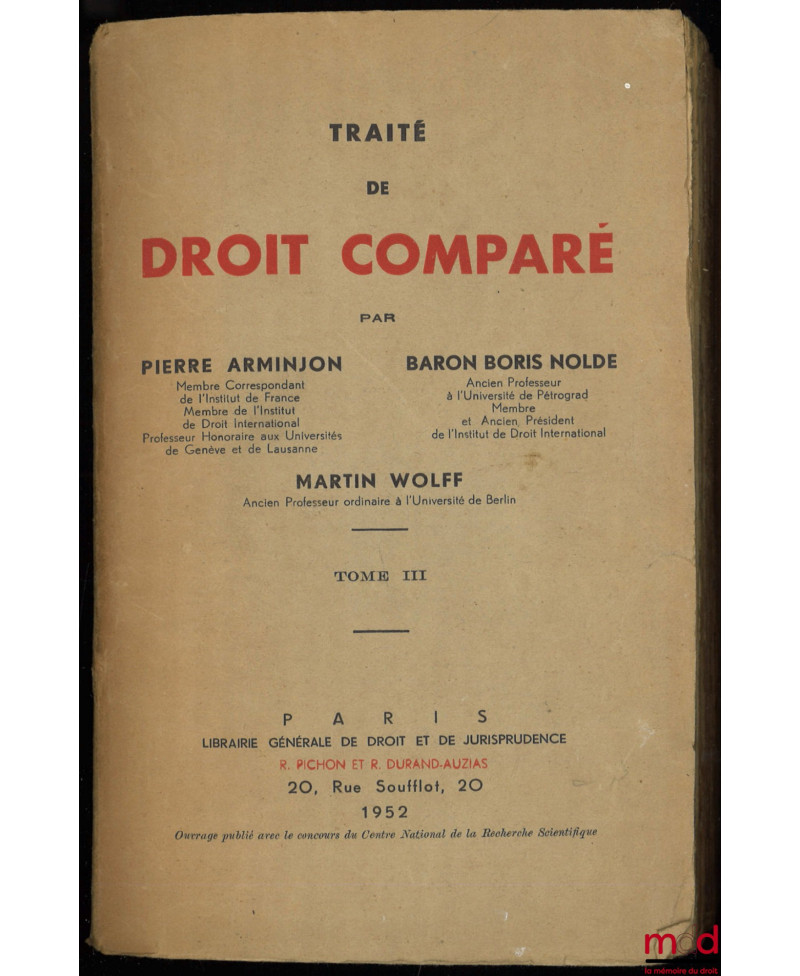 TRAITÉ
DE
DROIT COMPARÉ
PAR
PIERRE ARMINJON
Membre Correspondant
de l'Institut de France
Membre de l'Institut
de Droit International
Professeur Honoraire aux Universités
de Genève et de Lausanne
BARON BORIS NOLDE
Ancien Professeur
à l'Université de Pétrograd
Membre
et Ancien Président
de l'Institut de Droit International
MARTIN WOLFF
Ancien Professeur ordinaire à l'Université de Berlin
TOME III
PARIS
LIBRAIRIE GÉNÉRALE DE DROIT ET DE JURISPRUDENCE
R. PICHON ET R. DURAND-AUZIAS
20, Rue Soufflot, 20
1952
Ouvrage publié avec le concours du Centre National de la Recherche Scientifique
mdd
la mémoire du droit